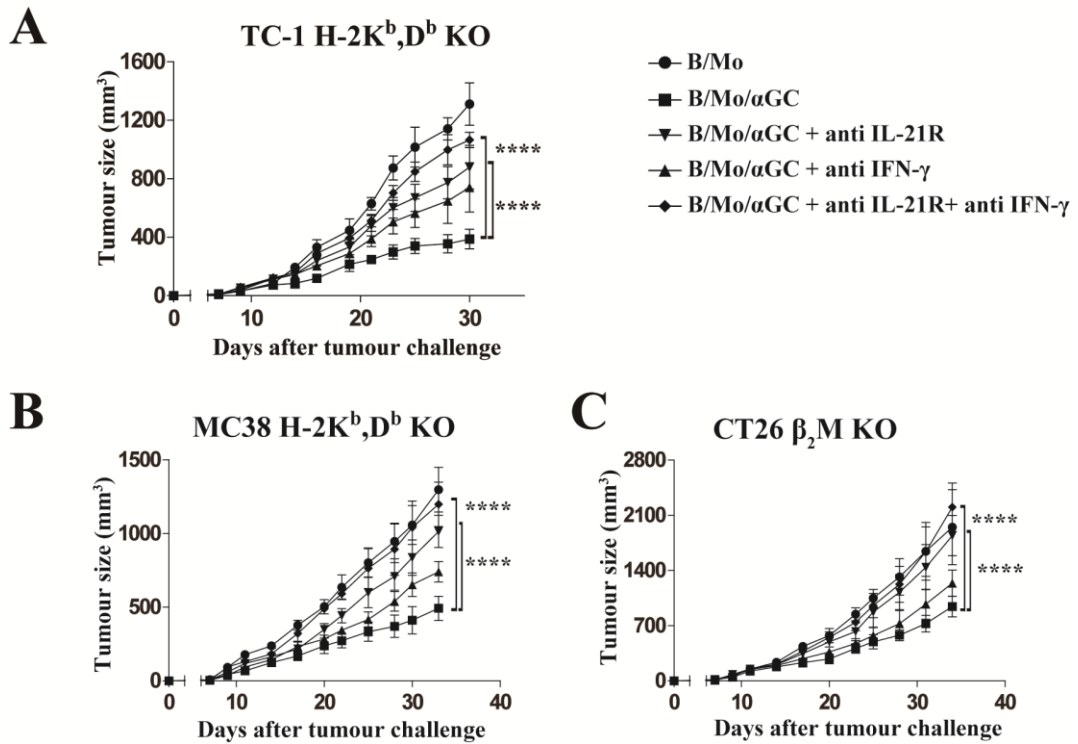 A
TC-1 H-2Kᵇ,Dᵇ KO
Tumour size (mm³)
1600
1200
800
400
0
0
10
20
30
****
****
Days after tumour challenge
B/Mo
B/Mo/αGC
B/Mo/αGC + anti IL-21R
B/Mo/αGC + anti IFN-γ
B/Mo/αGC + anti IL-21R+ anti IFN-γ
B
MC38 H-2Kᵇ,Dᵇ KO
Tumour size (mm³)
1500
1000
500
0
0
10
20
30
40
****
****
Days after tumour challenge
C
CT26 β₂M KO
Tumour size (mm³)
2800
2100
1400
700
0
0
10
20
30
40
****
****
Days after tumour challenge